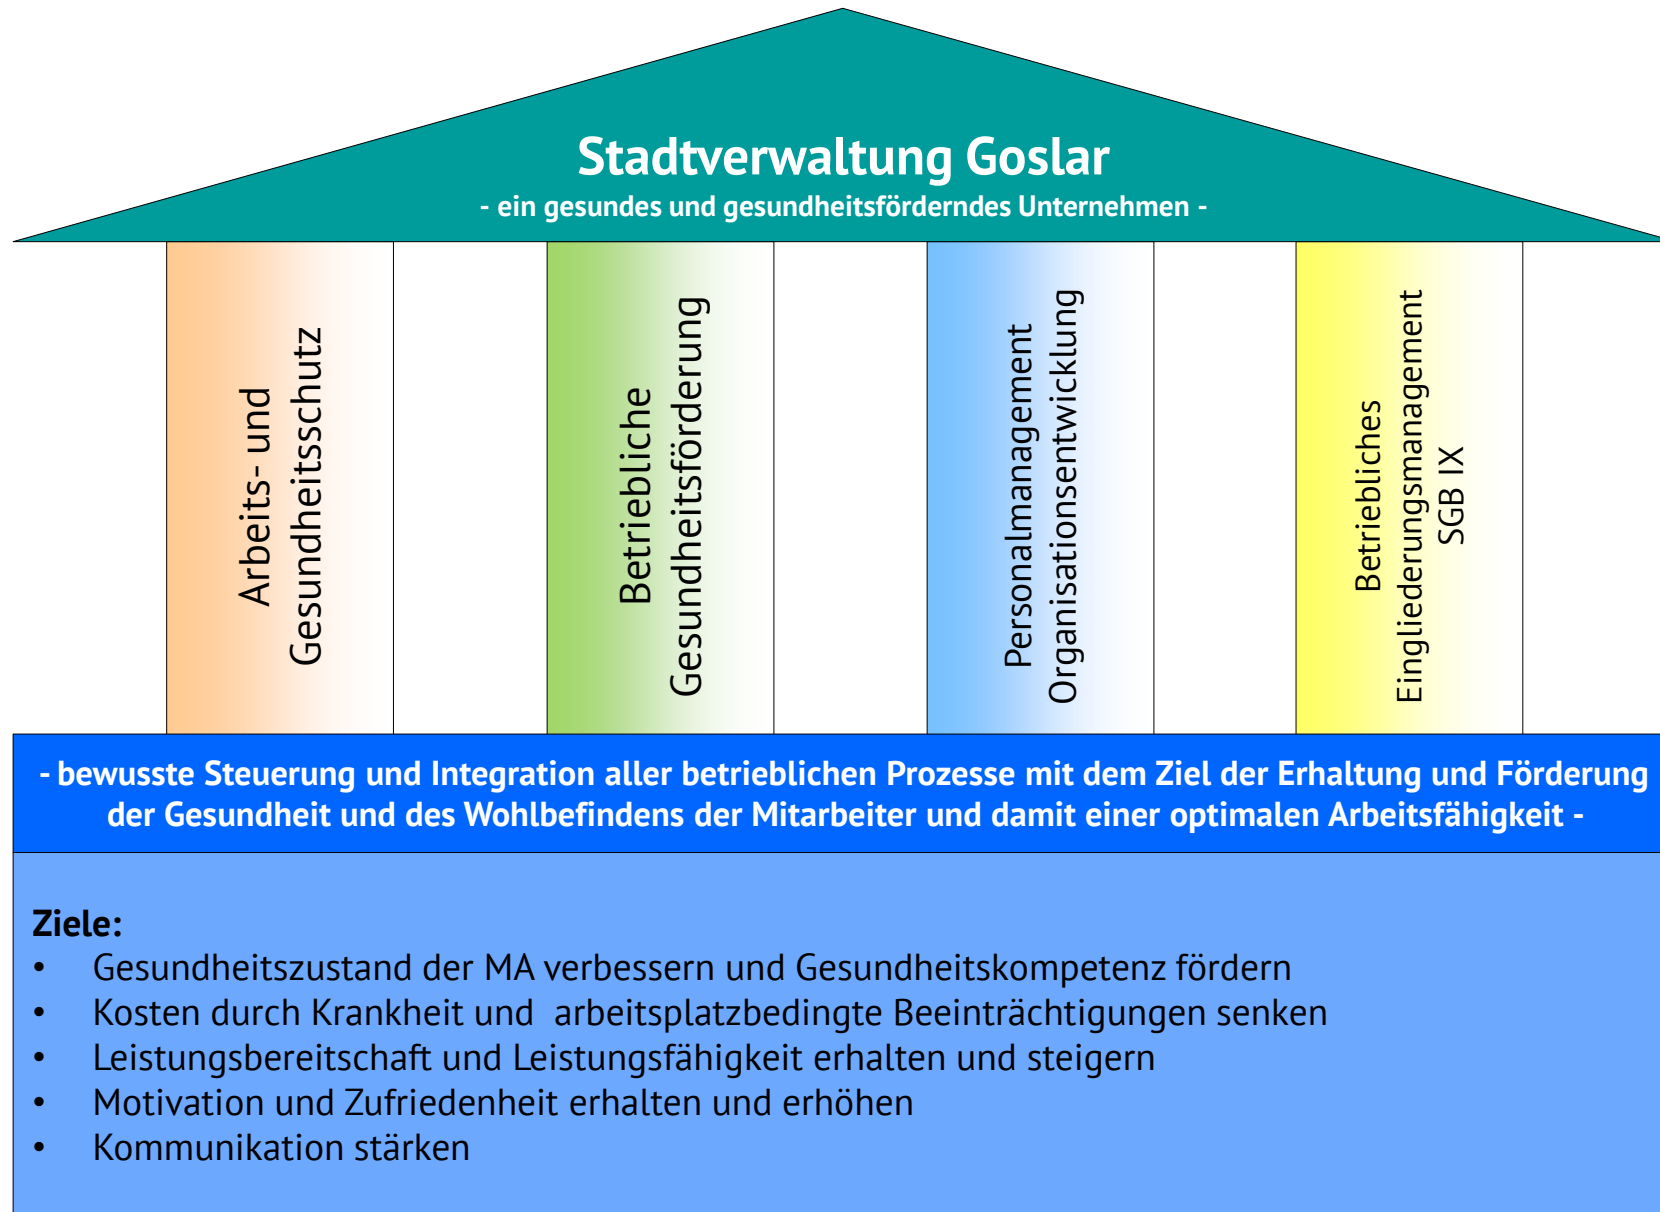 Stadtverwaltung Goslar
- ein gesundes und gesundheitsförderndes Unternehmen -
Arbeits- und
Gesundheitsschutz
Betriebliche
Gesundheitsförderung
Personalmanagement
Organisationsentwicklung
Betriebliches
Eingliederungsmanagement
SGB IX
- bewusste Steuerung und Integration aller betrieblichen Prozesse mit dem Ziel der Erhaltung und Förderung
der Gesundheit und des Wohlbefindens der Mitarbeiter und damit einer optimalen Arbeitsfähigkeit -
Ziele:
• Gesundheitszustand der MA verbessern und Gesundheitskompetenz fördern
• Kosten durch Krankheit und  arbeitsplatzbedingte Beeinträchtigungen senken
• Leistungsbereitschaft und Leistungsfähigkeit erhalten und steigern
• Motivation und Zufriedenheit erhalten und erhöhen
• Kommunikation stärken